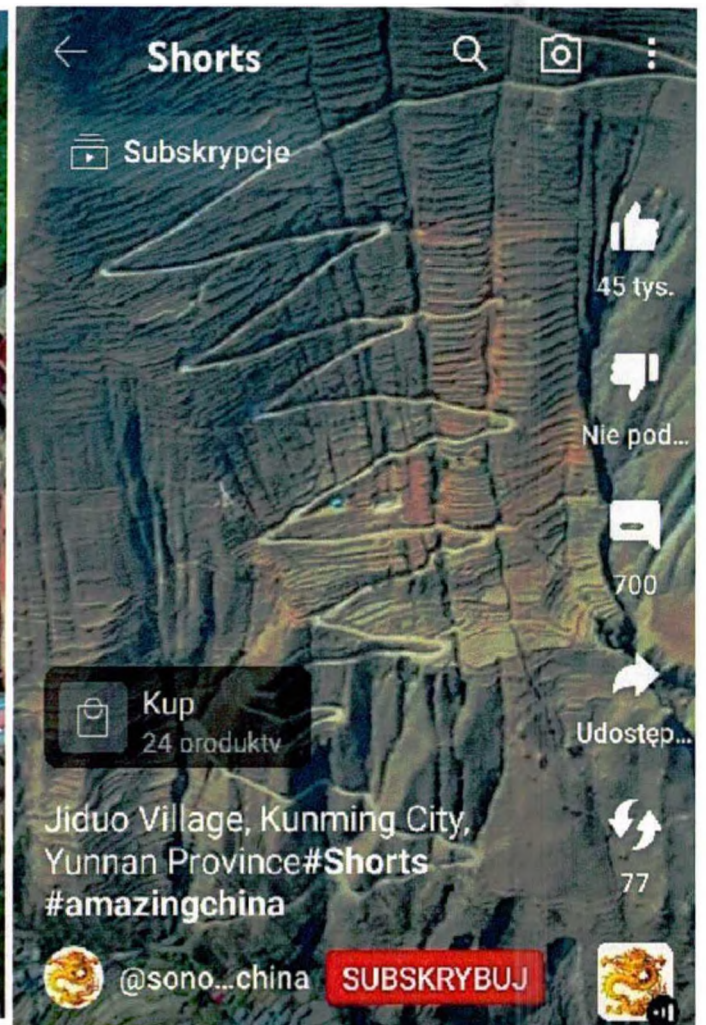 Shorts
Subskrypcje
45 tys.
Nie pod...
700
Udostęp...
77
Kup
24 produkty
Jiduo Village, Kunming City,
Yunnan Province#Shorts
#amazingchina
@sono...china
SUBSKRYBUJ